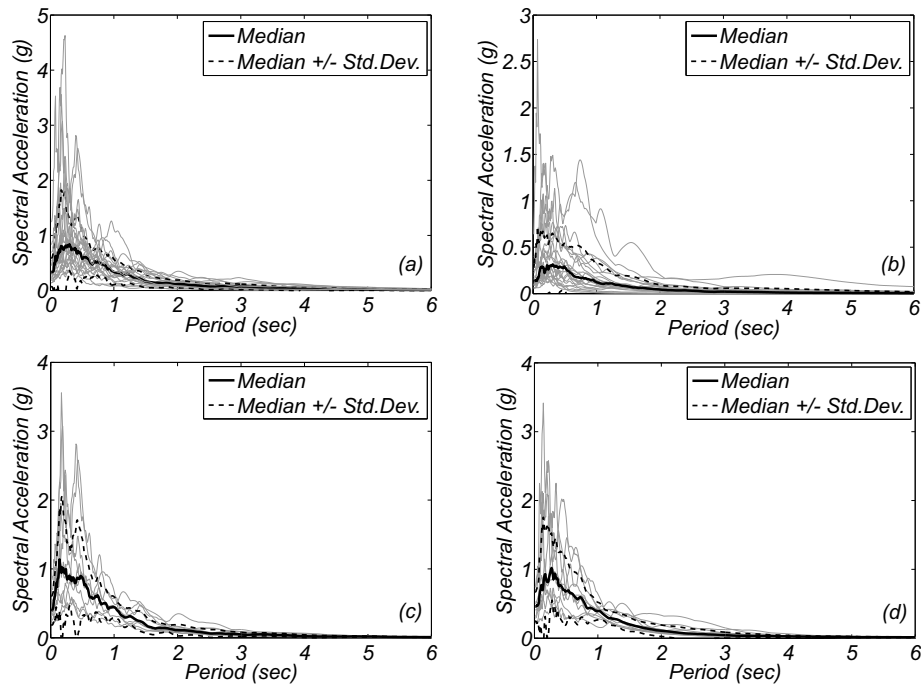 5
4
3
2
1
0
0 1 2 3 4 5 6
Spectral Acceleration (g)
Period (sec)
Median
Median +/- Std.Dev.
(a)
3
2.5
2
1.5
1
0.5
0
0 1 2 3 4 5 6
Spectral Acceleration (g)
Period (sec)
Median
Median +/- Std.Dev.
(b)
4
3
2
1
0
0 1 2 3 4 5 6
Spectral Acceleration (g)
Period (sec)
Median
Median +/- Std.Dev.
(c)
4
3
2
1
0
0 1 2 3 4 5 6
Spectral Acceleration (g)
Period (sec)
Median
Median +/- Std.Dev.
(d)